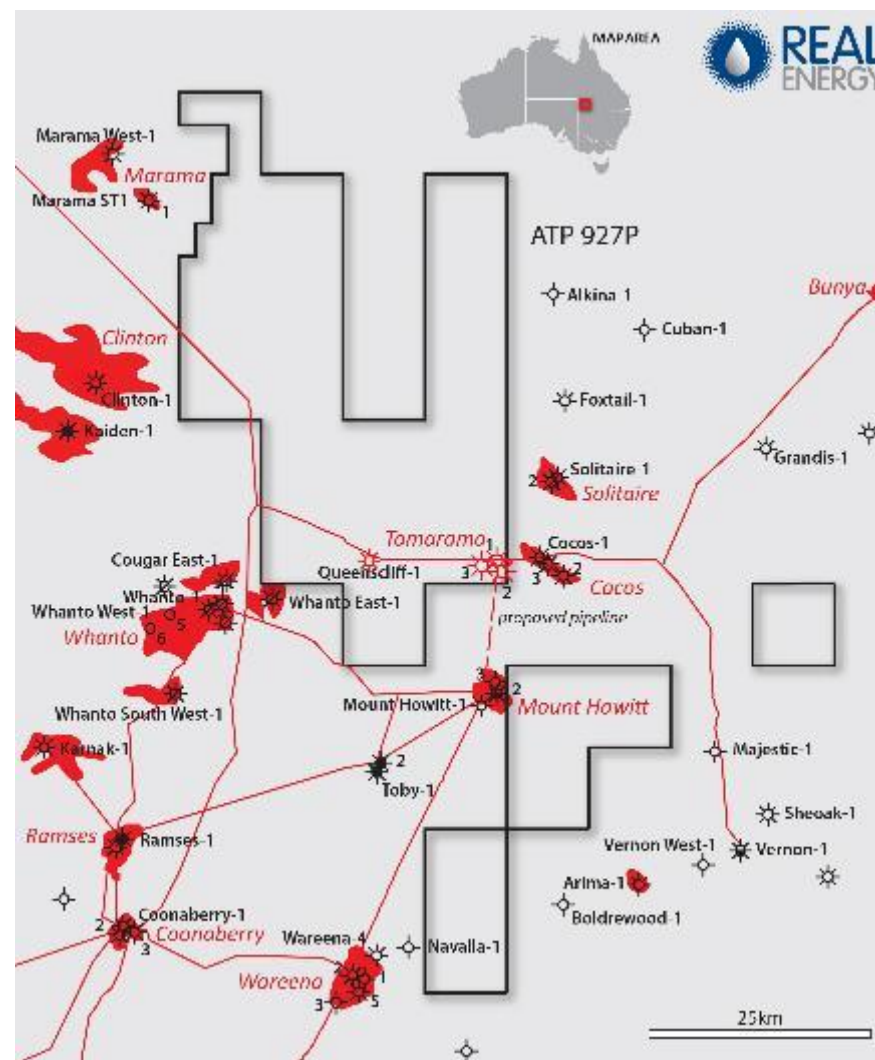 MAPAREA
REAL
ENERGY
Marama West-1
Marama
Marama ST1
1
ATP 927P
Alkina 1
Bunya
Cuban-1
Clinton
Clinton-1
Foxtail-1
Kaiden-1
Grandis-1
Solitaire 1
2
Solitaire
Tamarama
1
Cocos-1
Cougar East-1
Queenscliff-1
3
2
3
2
Cocos
Whanto 1
Whanto East-1
Whanto West-1
5
proposed pipeline
Whanto
6
Whanto South West-1
3
2
Mount Howitt-1
Mount Howitt
Karnak-1
2
Toby-1
Majestic-1
Sheoak-1
Ramses
Ramses-1
Vernon West-1
Vernon-1
Arima-1
Boldrewood-1
Coonaberry-1
2
Coonaberry
3
Wareena-4
Navalla-1
2
1
Wareena
5
3
25km